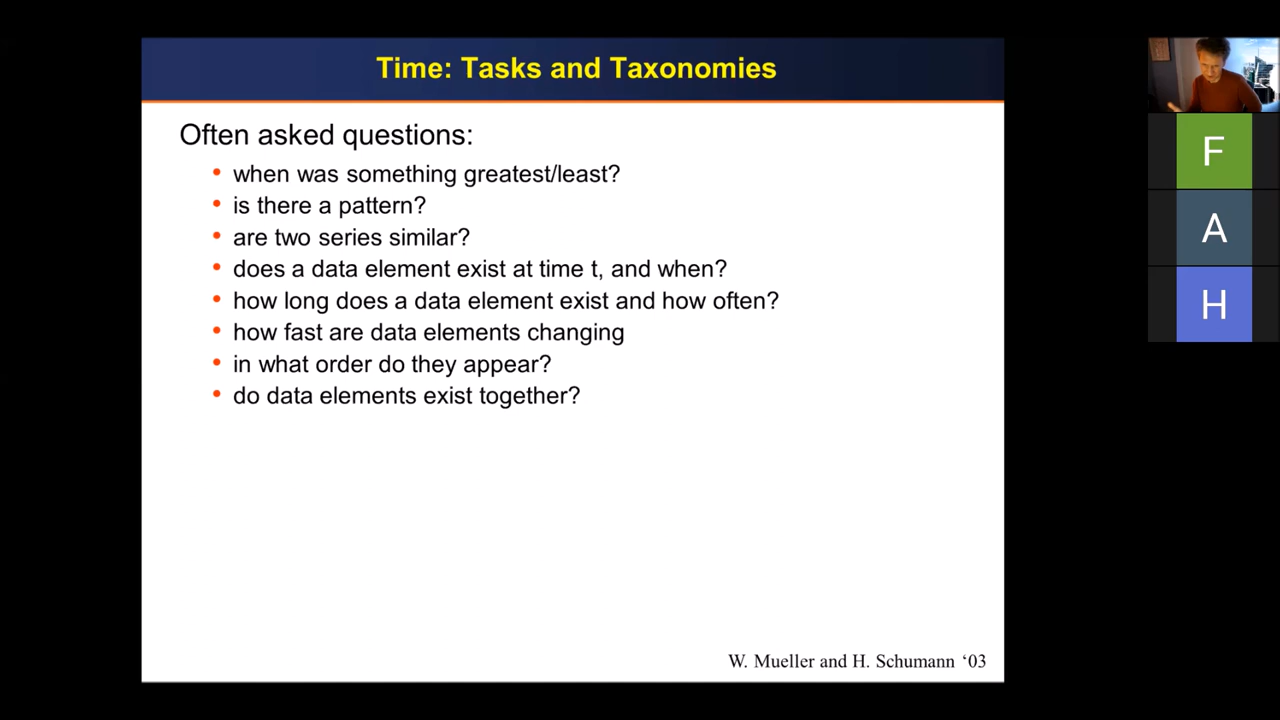 Time: Tasks and Taxonomies
Often asked questions:
• when was something greatest/least?
• is there a pattern?
• are two series similar?
• does a data element exist at time t, and when?
• how long does a data element exist and how often?
• how fast are data elements changing
• in what order do they appear?
• do data elements exist together?
W. Mueller and H. Schumann ‘03
F
A
H